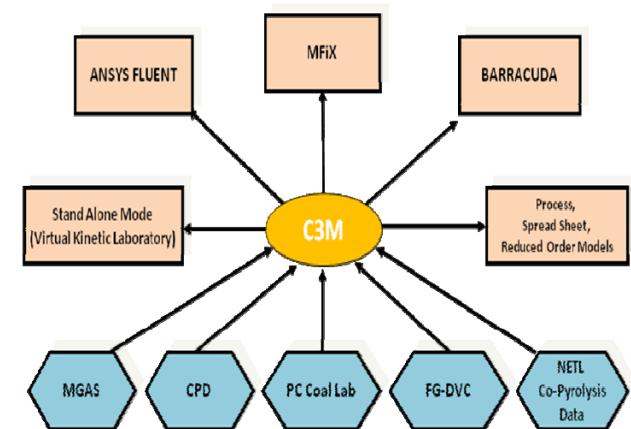 MFiX
ANSYS FLUENT
BARRACUDA
Stand Alone Mode
(Virtual Kinetic Laboratory)
C3M
Process,
Spread Sheet,
Reduced Order Models
MGAS
CPD
PC Coal Lab
FG-DVC
NETL
Co-Pyrolysis
Data